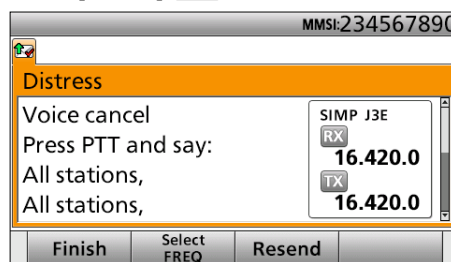 MMSI:234567890
Distress
Voice cancel
Press PTT and say:
All stations,
All stations,
SIMP J3E
RX
16.420.0
TX
16.420.0
Finish
Select
FREQ
Resend